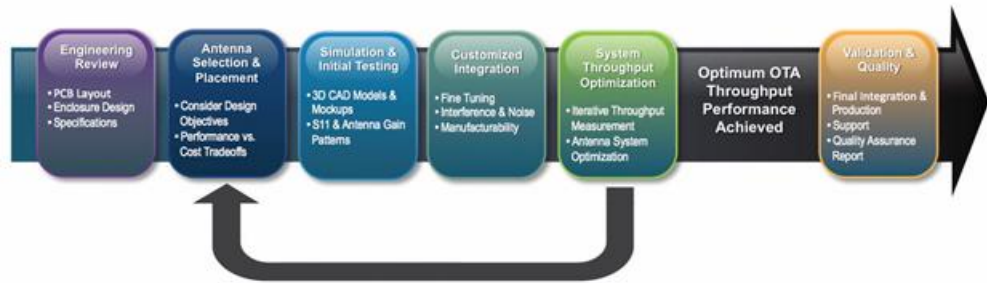 Engineering
Review
• PCB Layout
• Enclosure Design
• Specifications
Antenna
Selection &
Placement
• Consider Design
Objectives
• Performance vs.
Cost Tradeoffs
Simulation &
Initial Testing
• 3D CAD Models &
Mockups
• S11 & Antenna Gain
Patterns
Customized
Integration
• Fine Tuning
• Interference & Noise
• Manufacturability
System
Throughput
Optimization
• Iterative Throughput
Measurement
• Antenna System
Optimization
Optimum OTA
Throughput
Performance
Achieved
Validation &
Quality
• Final Integration &
Production
• Support
• Quality Assurance
Report